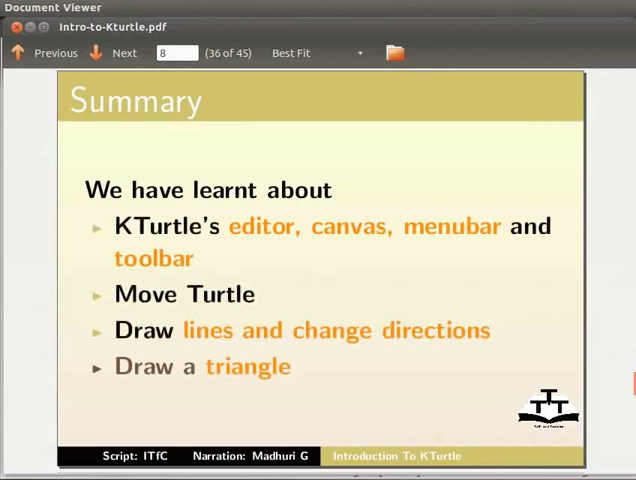 Document Viewer
Intro-to-Kturtle.pdf
Previous Next 8 (36 of 45) Best Fit
Summary
We have learnt about
KTurtle's editor, canvas, menubar and
toolbar
Move Turtle
Draw lines and change directions
Draw a triangle
Script: ITfC Narration: Madhuri G Introduction To KTurtle